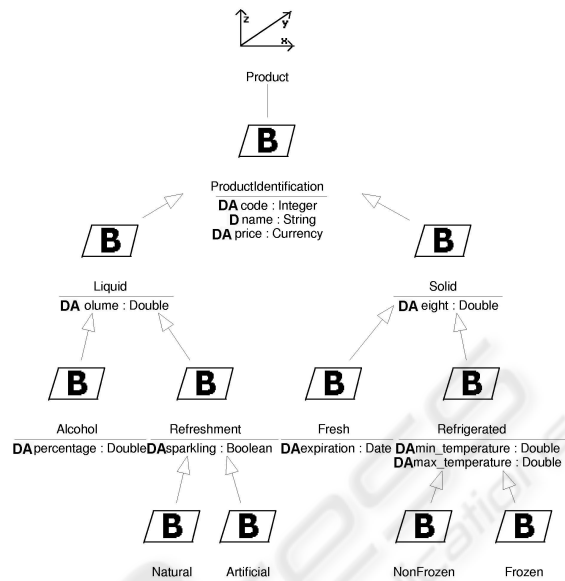 z
y
x
Product
B
ProductIdentification
DA code : Integer
D name : String
DA price : Currency
B B
Liquid Solid
DA olume : Double DA eight : Double
B B B B
Alcohol Refreshment Fresh Refrigerated
DA percentage : Double DA sparkling : Boolean DA expiration : Date DA min_temperature : Double
DA max_temperature : Double
B B B B
Natural Artificial NonFrozen Frozen